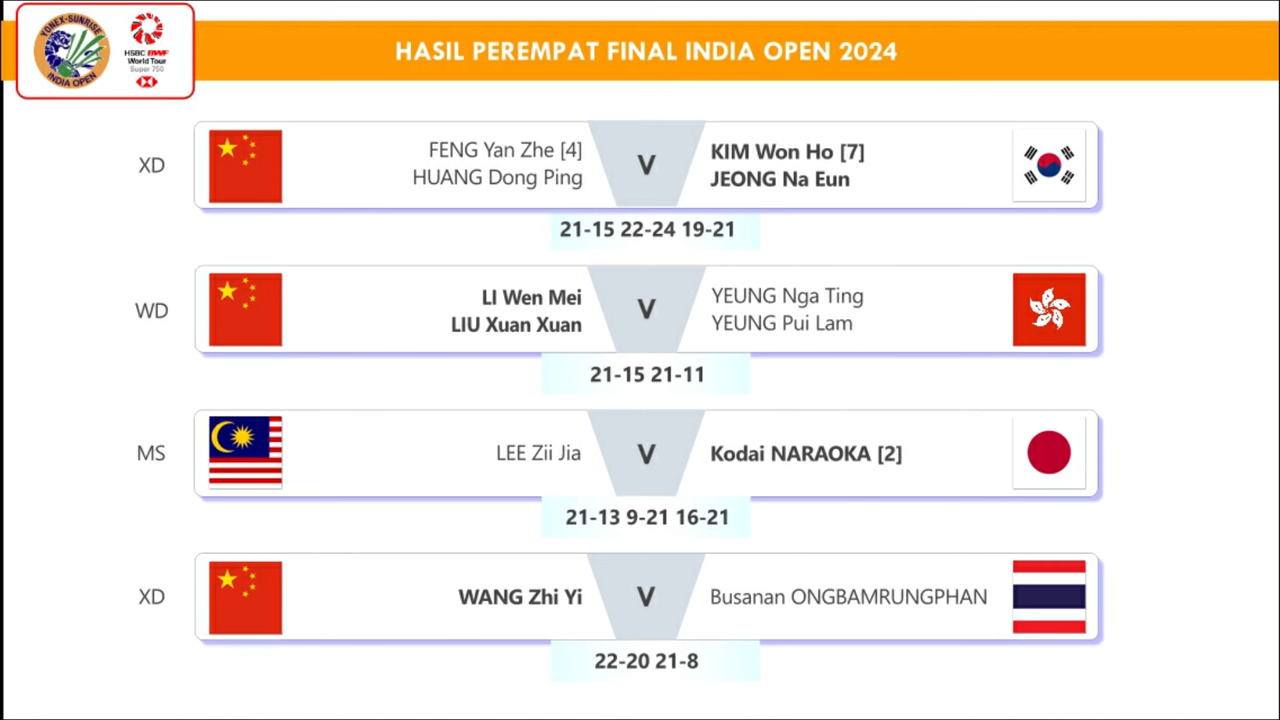 YONEX-SUNRISE
INDIA OPEN
HSBC BWF
World Tour
Super 750
HASIL PEREMPAT FINAL INDIA OPEN 2024
XD
FENG Yan Zhe [4]
HUANG Dong Ping
V
KIM Won Ho [7]
JEONG Na Eun
21-15 22-24 19-21
WD
LI Wen Mei
LIU Xuan Xuan
V
YEUNG Nga Ting
YEUNG Pui Lam
21-15 21-11
MS
LEE Zii Jia
V
Kodai NARAOKA [2]
21-13 9-21 16-21
XD
WANG Zhi Yi
V
Busanan ONGBAMRUNGPHAN
22-20 21-8